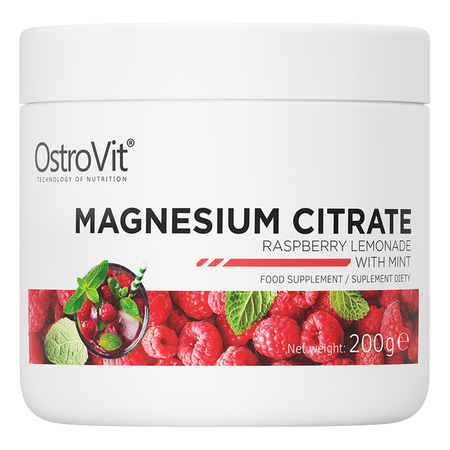 OstroVit®
TECHNOLOGY OF NUTRITION
MAGNESIUM CITRATE
RASPBERRY LEMONADE
WITH MINT
FOOD SUPPLEMENT / SUPLEMENT DIETY
Net weight: 200g℮